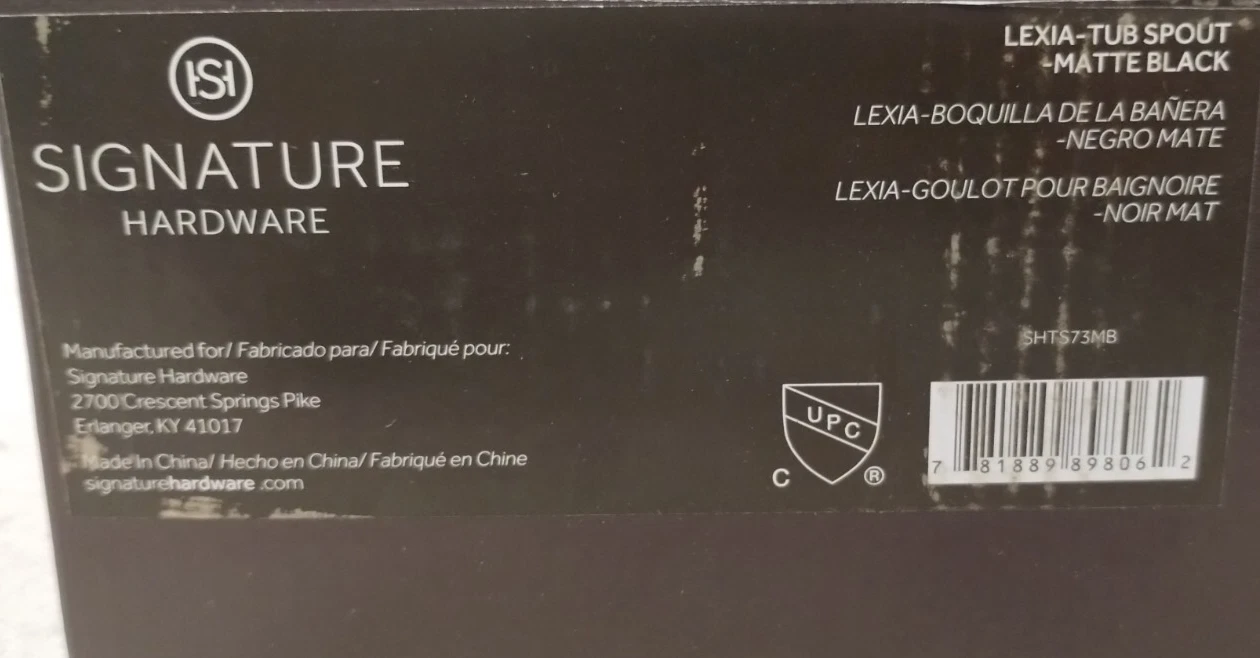 HS
SIGNATURE
HARDWARE
LEXIA-TUB SPOUT
-MATTE BLACK
LEXIA-BOQUILLA DE LA BAÑERA
-NEGRO MATE
LEXIA-GOULOT POUR BAIGNOIRE
-NOIR MAT
Manufactured for/ Fabricado para/ Fabriqué pour:
Signature Hardware
2700 Crescent Springs Pike
Erlanger, KY 41017
Made In China/ Hecho en China/ Fabriqué en Chine
signaturehardware .com
C UPC ®
SHTS73MB
7 81889 89806 2